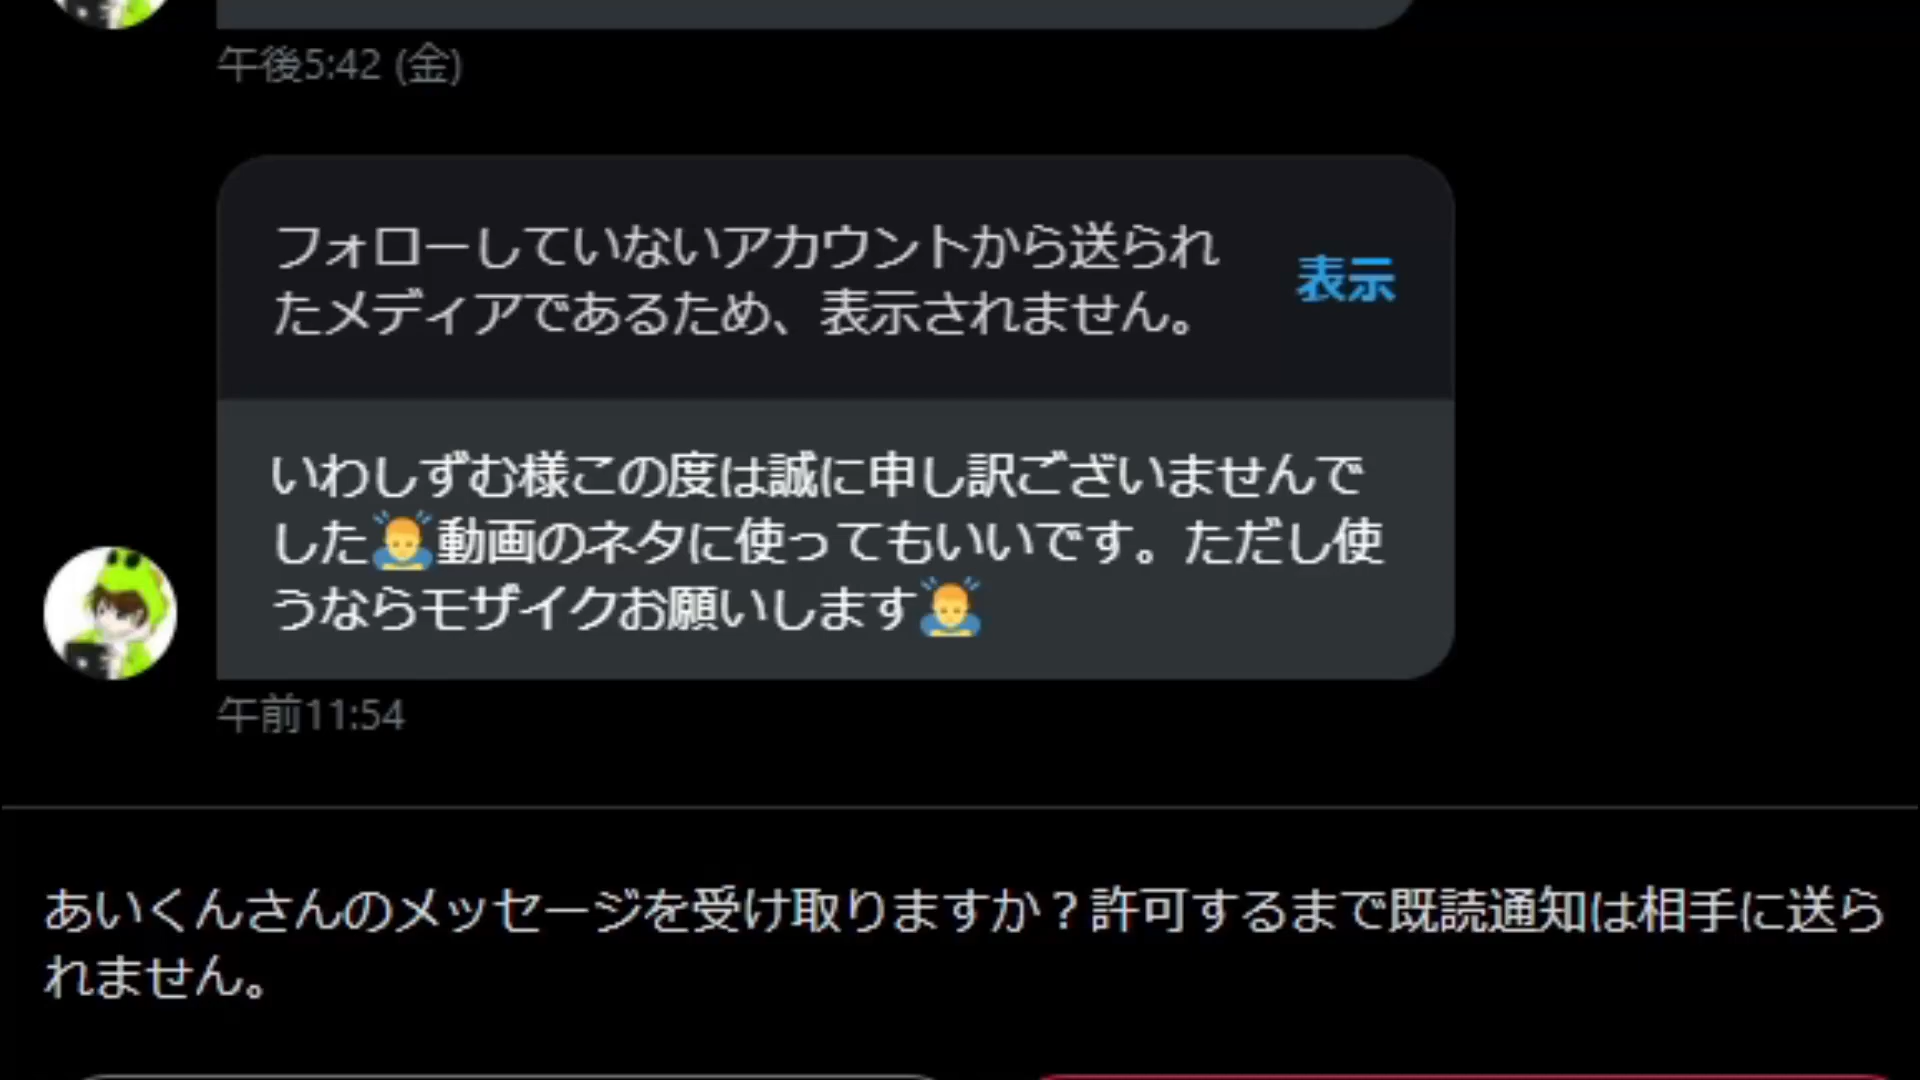 午後5:42 (金)
フォローしていないアカウントから送られ
たメディアであるため、表示されません。
表示
いわしずむ様この度は誠に申し訳ございませんで
した🙇動画のネタに使ってもいいです。ただし使
うならモザイクお願いします🙇
午前11:54
あいくんさんのメッセージを受け取りますか？許可するまで既読通知は相手に送ら
れません。